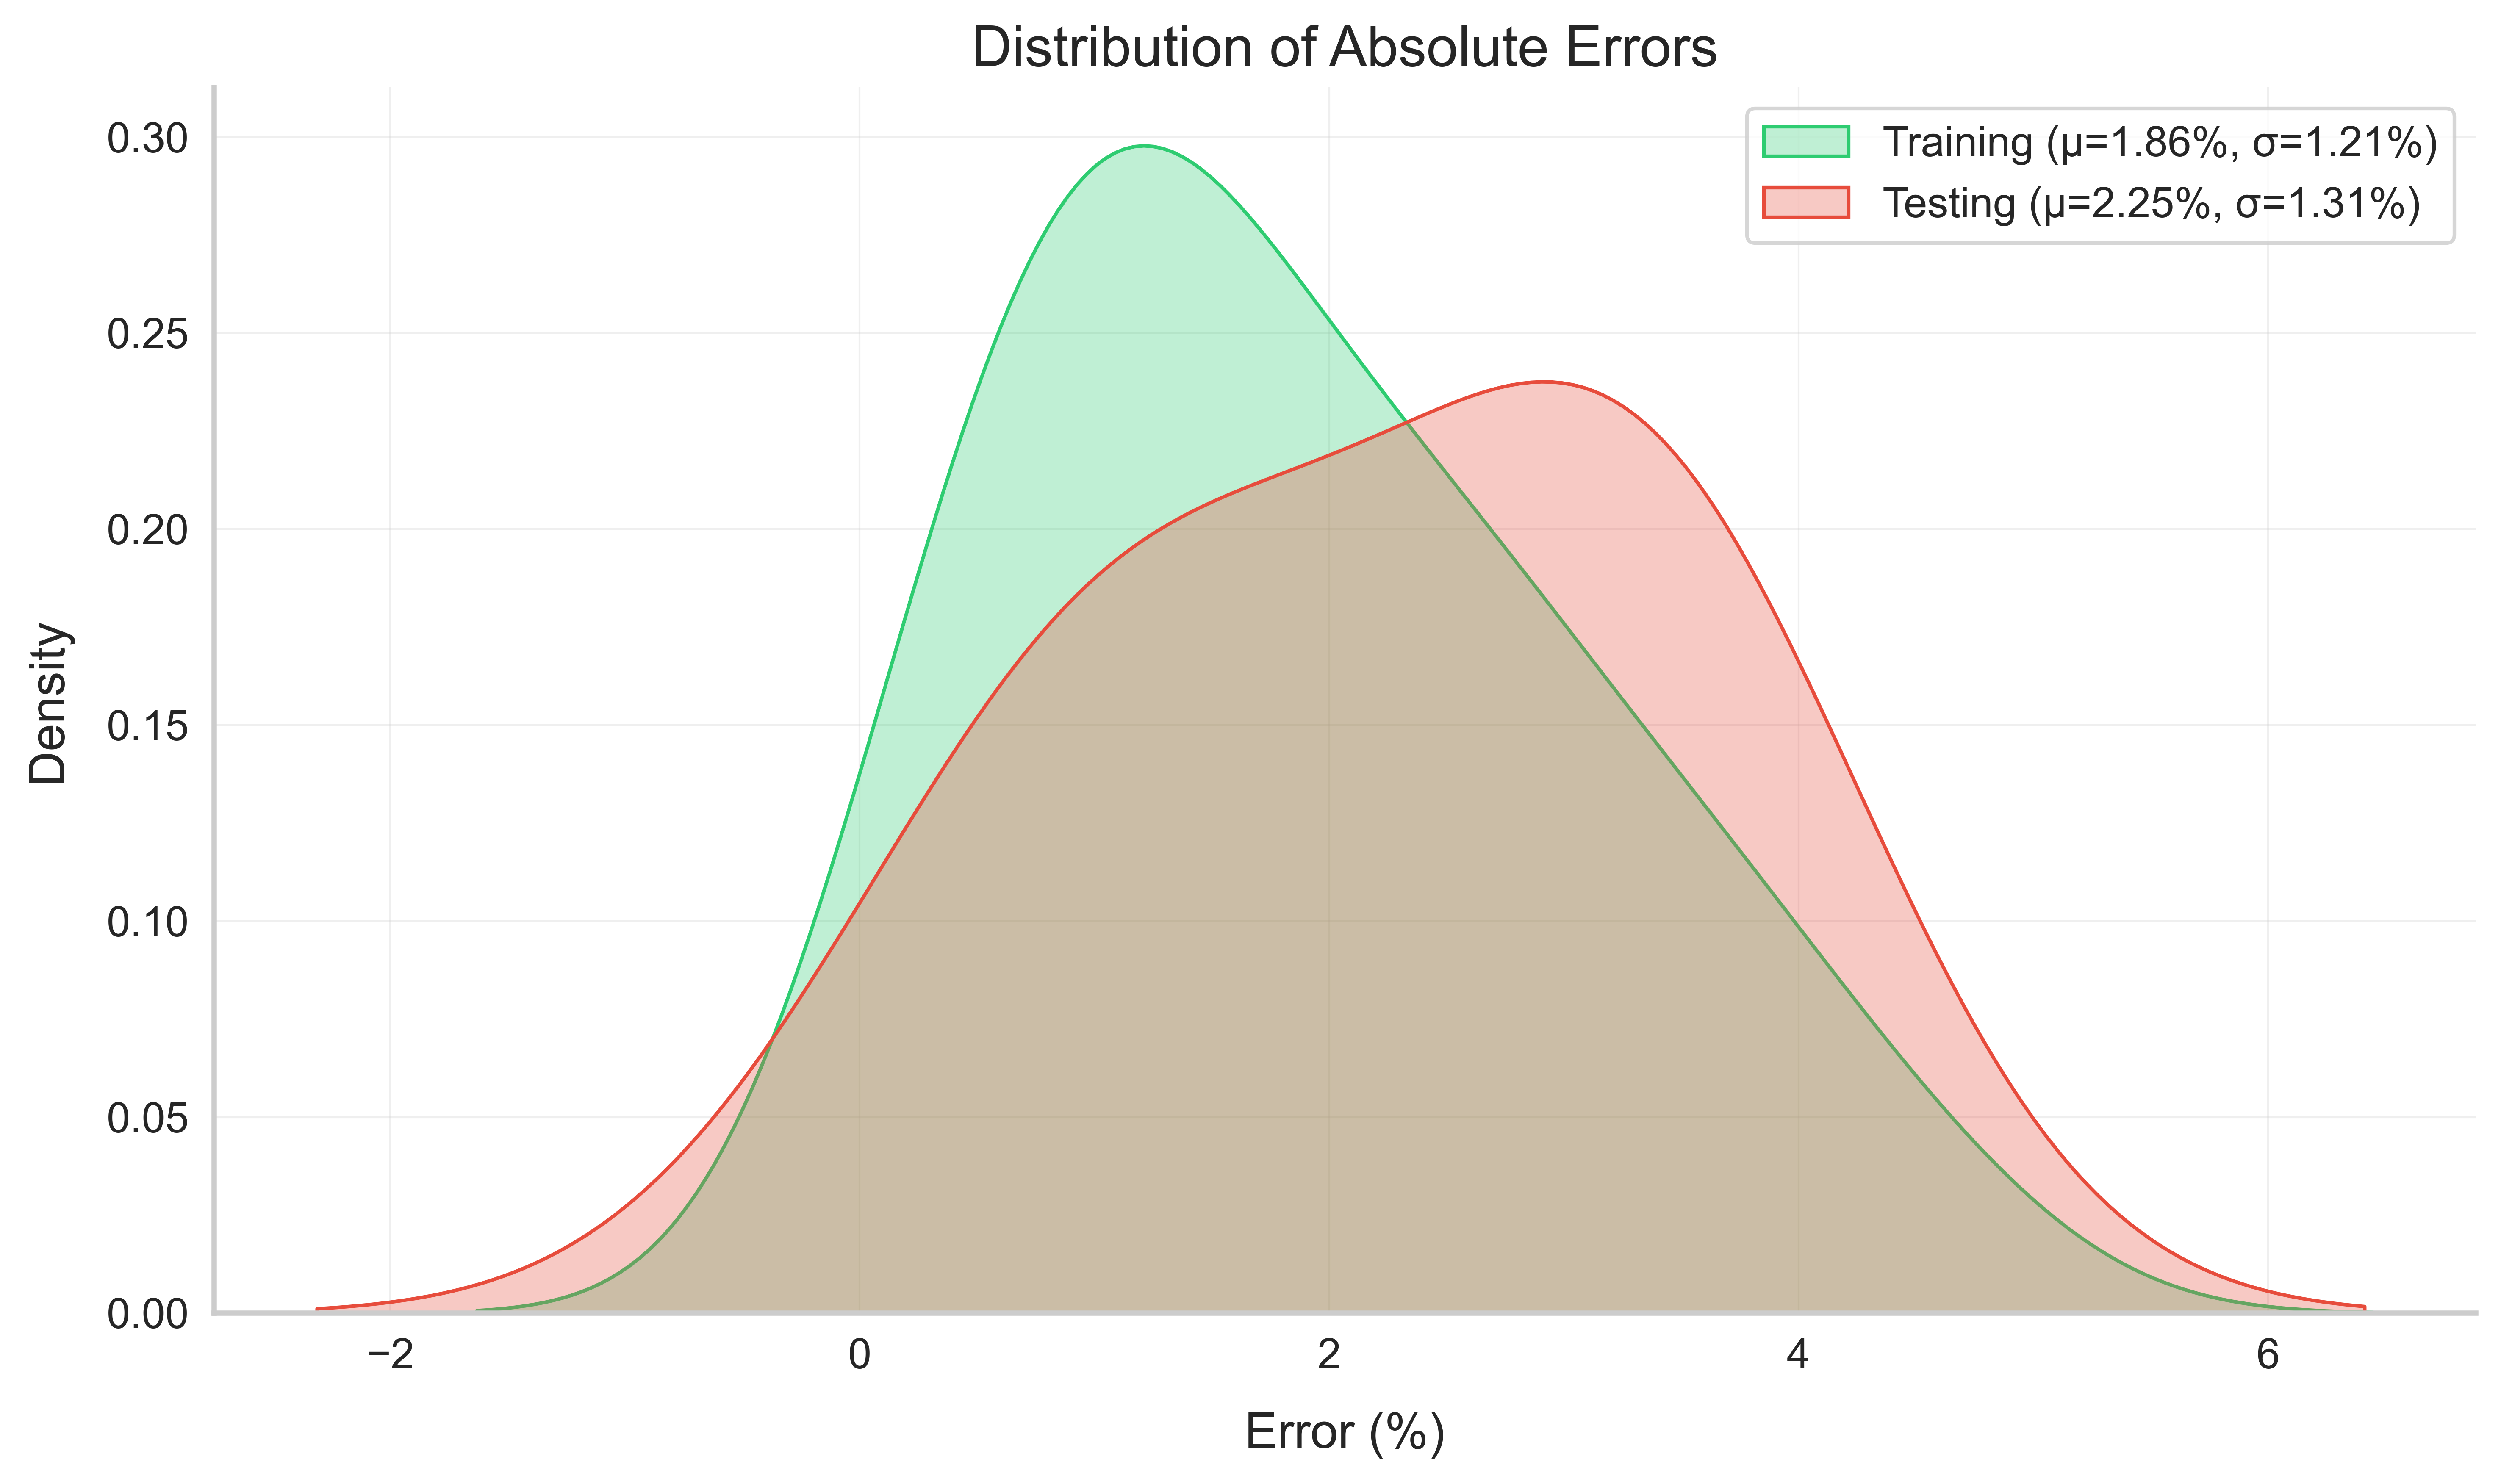 Distribution of Absolute Errors
Training (μ=1.86%, σ=1.21%)
Testing (μ=2.25%, σ=1.31%)
Density
0.30
0.25
0.20
0.15
0.10
0.05
0.00
−2
0
2
4
6
Error (%)